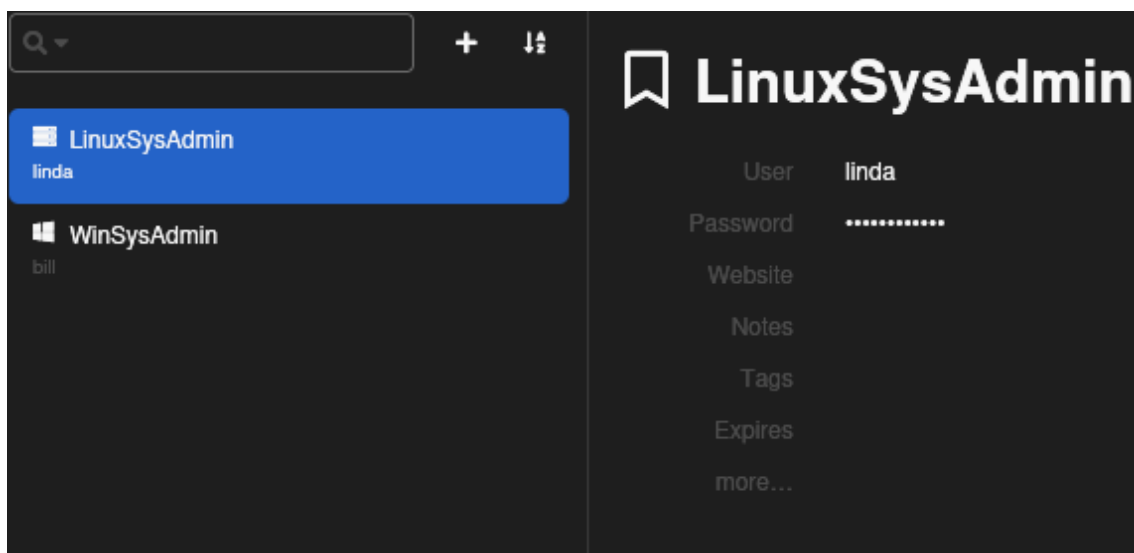 LinuxSysAdmin
linda
WinSysAdmin
bill
LinuxSysAdmin
User linda
Password ••••••••••••
Website
Notes
Tags
Expires
more...